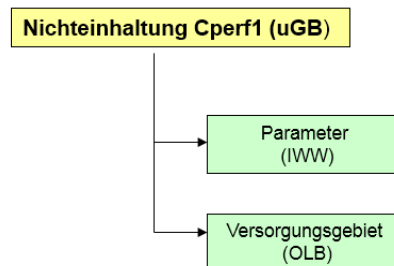 Nichteinhaltung Cperf1 (uGB)
Parameter
(IWW)
Versorgungsgebiet
(OLB)